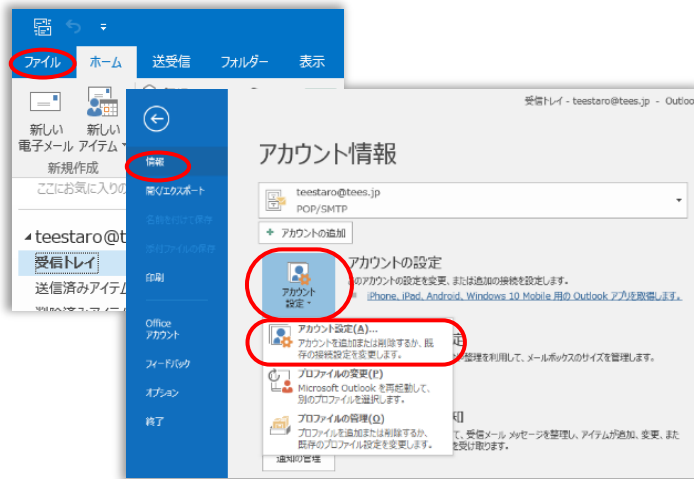 ファイル ホーム 送受信 フォルダー 表示
新しい 新しい
電子メール アイテム
新規作成
ここにお気に入りの
teestaro@t
受信トレイ
送信済みアイテム
受信トレイ - teestaro@tees.jp - Outloo
情報
開く/エクスポート
名前を付けて保存
添付ファイルの保存
印刷
Office
アカウント
フィードバック
オプション
終了
アカウント情報
teestaro@tees.jp
POP/SMTP
アカウントの追加
アカウント
設定
アカウントの設定
のアカウントの設定を変更、または追加の接続を設定します。
iPhone、iPad、Android、Windows 10 Mobile 用の Outlook アプリを取得します。
アカウント設定(A)...
アカウントを追加または削除するか、既
存の接続設定を変更します。
定
整理を利用して、メールボックスのサイズを管理します。
プロファイルの変更(P)
Microsoft Outlook を再起動して、
別のプロファイルを選択します。
プロファイルの管理(O)
プロファイルを追加または削除するか、
既存のプロファイル設定を変更します。
て、受信メール メッセージを整理し、アイテムが追加、変更、また
を受け取ります。
通知の管理